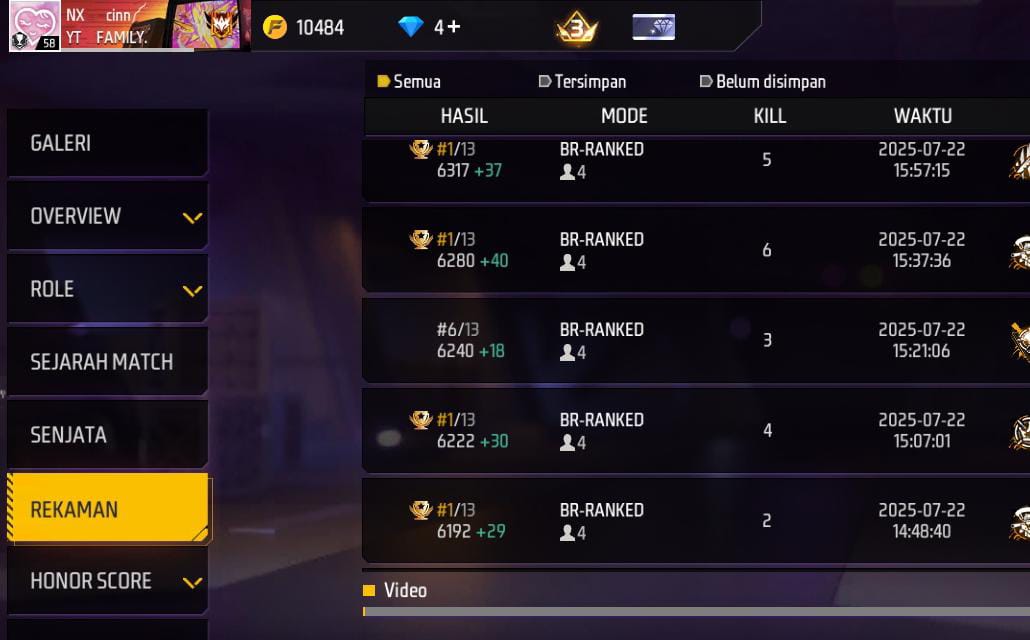 NX cinn
YT FAMILY.
58
10484
4+
3
Semua Tersimpan Belum disimpan
HASIL MODE KILL WAKTU
#1/13 BR-RANKED 5 2025-07-22
6317 +37 4 15:57:15
#1/13 BR-RANKED 6 2025-07-22
6280 +40 4 15:37:36
#6/13 BR-RANKED 3 2025-07-22
6240 +18 4 15:21:06
#1/13 BR-RANKED 4 2025-07-22
6222 +30 4 15:07:01
#1/13 BR-RANKED 2 2025-07-22
6192 +29 4 14:48:40
Video
GALERI
OVERVIEW
ROLE
SEJARAH MATCH
SENJATA
REKAMAN
HONOR SCORE